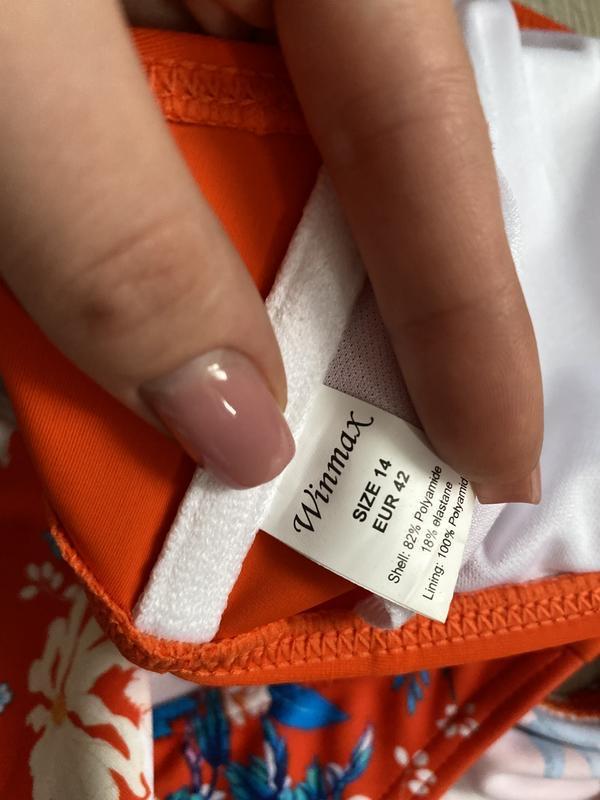 Winmax
SIZE 14
EUR 42
Shell: 82% Polyamide
18% elastane
Lining: 100% Polyamid